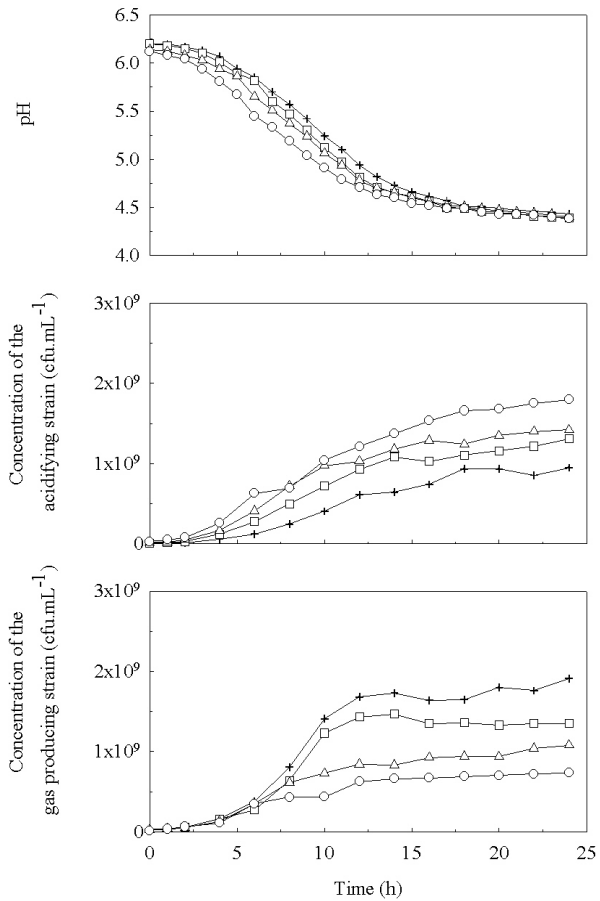 6.5
6.0
5.5
5.0
4.5
4.0
pH
3x10⁹
2x10⁹
1x10⁹
0
Concentration of the
acidifying strain (cfu.mL⁻¹)
3x10⁹
2x10⁹
1x10⁹
0
Concentration of the
gas producing strain (cfu.mL⁻¹)
0 5 10 15 20 25
Time (h)